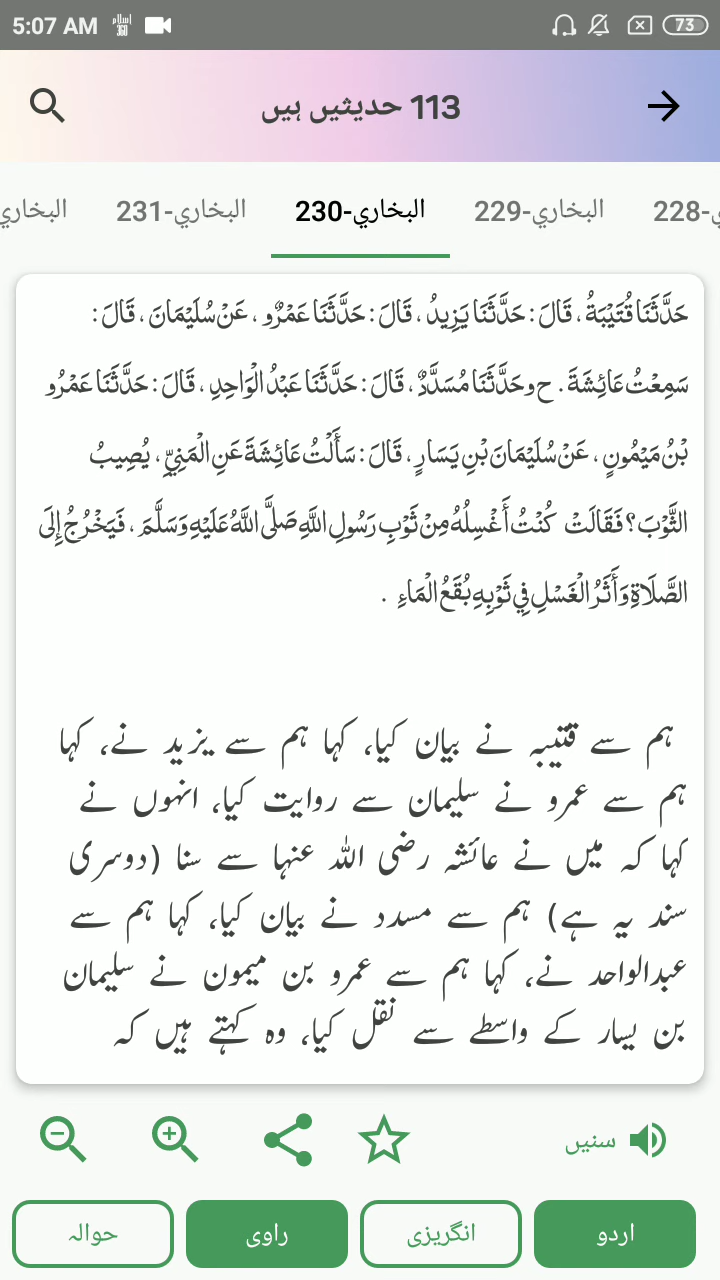 5:07 AM اسلام 360 73
113 حدیثیں ہیں
228- البخاري-229 البخاري-230 البخاري-231 البخاري
حَدَّثَنَا قُتَيْبَةُ ، قَالَ : حَدَّثَنَا يَزِيدُ ، قَالَ : حَدَّثَنَا عَمْرٌو ، عَنْ سُلَيْمَانَ ، قَالَ :
سَمِعْتُ عَائِشَةَ . ح وحَدَّثَنَا مُسَدَّدٌ ، قَالَ : حَدَّثَنَا عَبْدُ الْوَاحِدِ ، قَالَ : حَدَّثَنَا عَمْرُو
بْنُ مَيْمُونٍ ، عَنْ سُلَيْمَانَ بْنِ يَسَارٍ ، قَالَ : سَأَلْتُ عَائِشَةَ عَنِ الْمَنِيِّ ، يُصِيبُ
الثَّوْبَ ؟ فَقَالَتْ كُنْتُ أَغْسِلُهُ مِنْ ثَوْبِ رَسُولِ اللَّهِ صَلَّى اللَّهُ عَلَيْهِ وَسَلَّمَ ، فَيَخْرُجُ إِلَى
الصَّلَاةِ وَأَثَرُ الْغَسْلِ فِي ثَوْبِهِ بُقَعُ الْمَاءِ .
ہم سے قتیبہ نے بیان کیا، کہا ہم سے یزید نے، کہا
ہم سے عمرو نے سلیمان سے روایت کیا، انہوں نے
کہا کہ میں نے عائشہ رضی اللہ عنہا سے سنا (دوسری
سند یہ ہے) ہم سے مسدد نے بیان کیا، کہا ہم سے
عبدالواحد نے، کہا ہم سے عمرو بن میمون نے سلیمان
بن یسار کے واسطے سے نقل کیا، وہ کہتے ہیں کہ
سنیں
اردو انگریزی راوی حوالہ